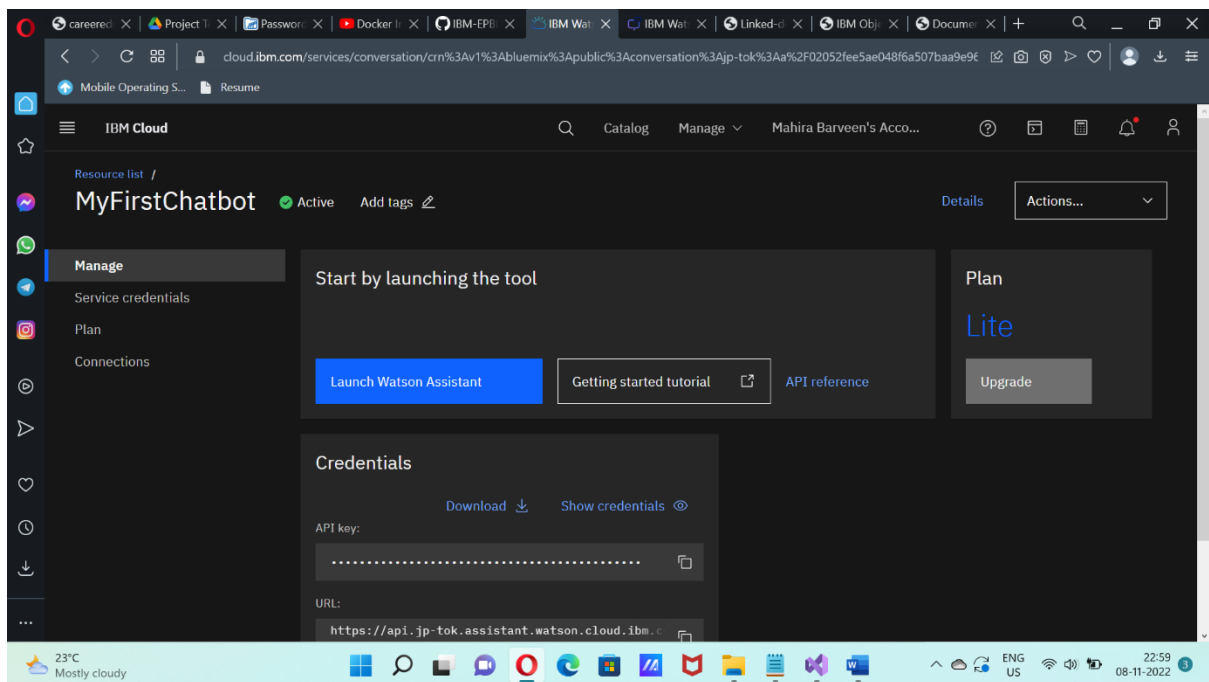 careered
Project T
Passwor
Docker I
IBM-EPB
IBM Wat
IBM Wat
Linked-d
IBM Obje
Documer
cloud.ibm.com/services/conversation/crn%3Av1%3Abluemix%3Apublic%3Aconversation%3Ajp-tok%3Aa%2F02052fee5ae048f6a507baa9e96
Mobile Operating S... Resume
IBM Cloud Catalog Manage Mahira Barveen's Acco...
Resource list /
MyFirstChatbot Active Add tags Details Actions...
Manage
Service credentials
Plan
Connections
Start by launching the tool
Launch Watson Assistant Getting started tutorial API reference
Plan
Lite
Upgrade
Credentials
Download Show credentials
API key:
URL:
https://api.jp-tok.assistant.watson.cloud.ibm.c
23°C
Mostly cloudy
ENG
US
22:59
08-11-2022
3